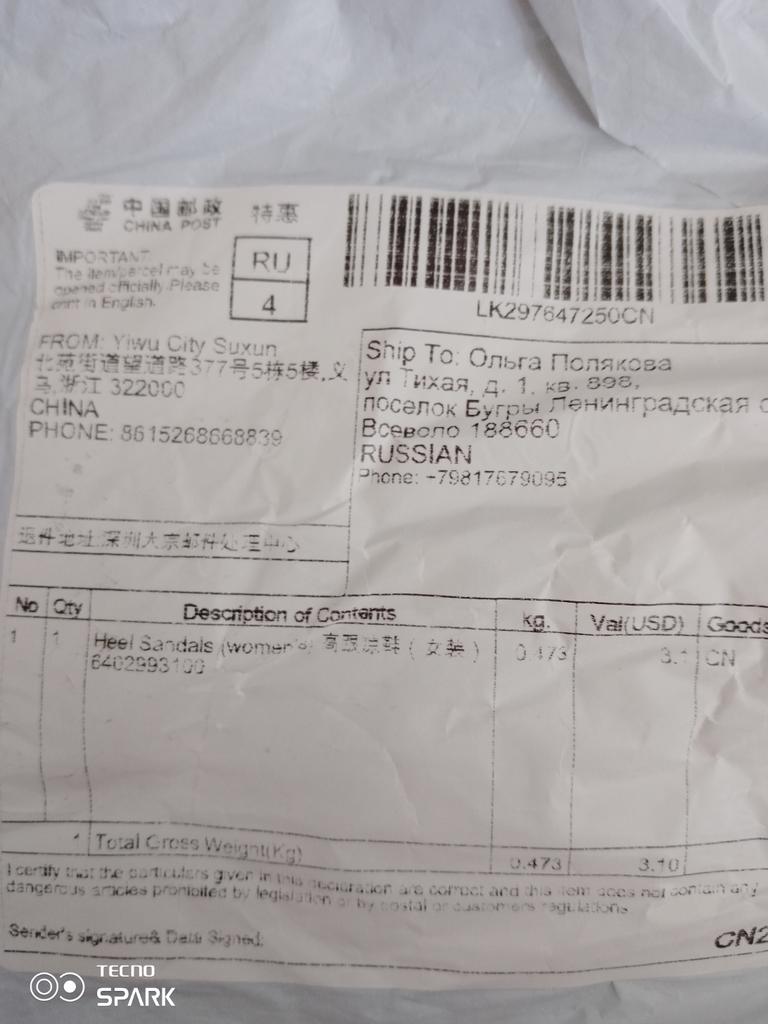 中国邮政 特惠
CHINA POST
IMPORTANT:
The item/parcel may be
opened officially. Please
print in English.
RU
4
LK297647250CN
FROM: Yiwu City Suxun
北苑街道望道路377号5栋5楼,义
乌,浙江 322000
CHINA
PHONE: 8615268668839
Ship To: Ольга Полякова
ул Тихая, д. 1, кв. 898,
поселок Бугры Ленинградская о
Всеволо 188660
RUSSIAN
Phone: +79817679095
退件地址:深圳大宗邮件处理中心
No Qty Description of Contents kg. Val(USD) Goods
1 1 Heel Sandals (women's) 高跟凉鞋 ( 女装 ) 0.473 3.1 CN
6402993100
1 Total Gross Weight(Kg) 0.473 3.10
I certify that the particulars given in this declaration are correct and this item does not contain any
dangerous articles prohibited by legislation or by postal or customers regulations
Sender's signature& Data Signed:
CN2
TECNO
SPARK